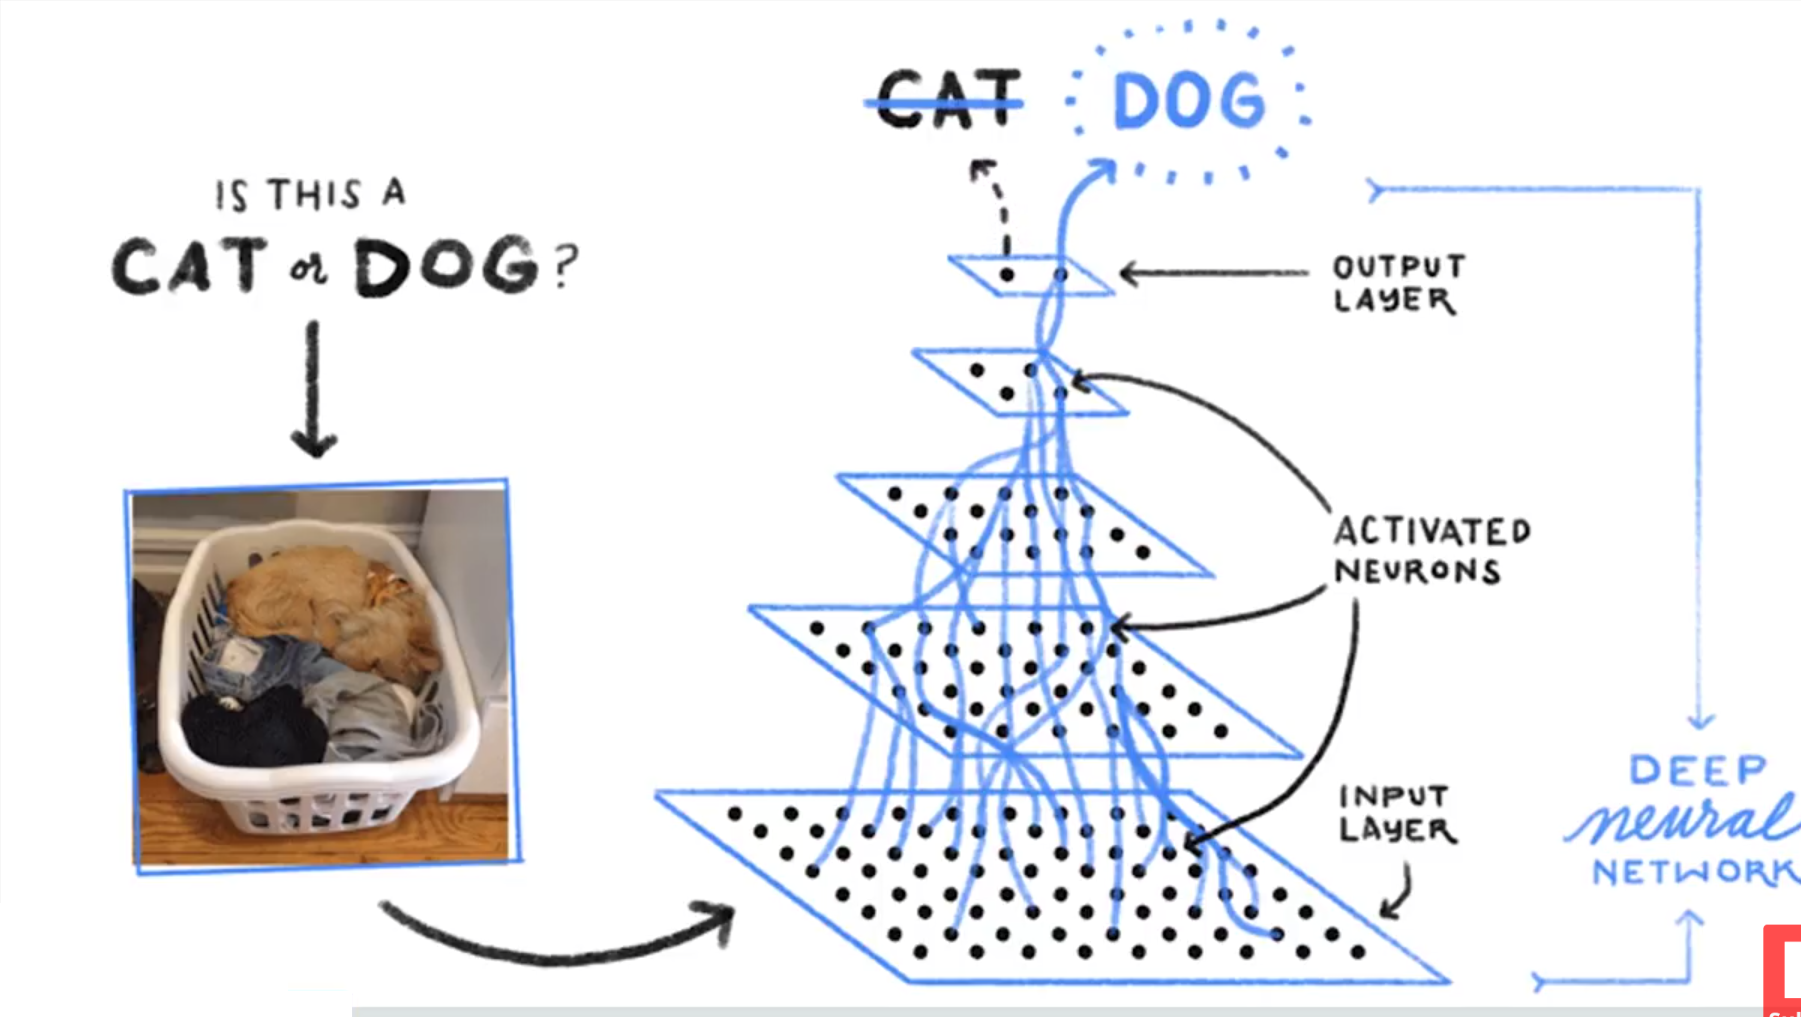 IS THIS A
CAT or DOG?
CAT DOG
OUTPUT
LAYER
ACTIVATED
NEURONS
INPUT
LAYER
DEEP
neural
NETWORK